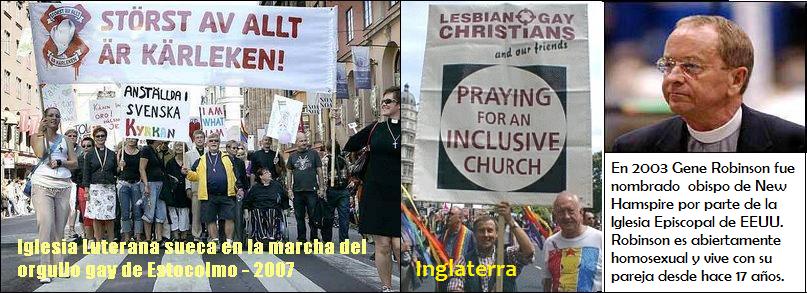 STÖRST AV ALLT
ÄR KÄRLEKEN!
ANSTÄLLDA I
SVENSKA
KYRKAN
I AM
WHAT
Iglesia Luterana sueca en la marcha del
orgullo gay de Estocolmo - 2007
LESBIAN GAY
CHRISTIANS
and our friends
PRAYING
FOR AN
INCLUSIVE
CHURCH
Inglaterra
En 2003 Gene Robinson fue
nombrado obispo de New
Hamspire por parte de la
Iglesia Episcopal de EEUU.
Robinson es abiertamente
homosexual y vive con su
pareja desde hace 17 años.